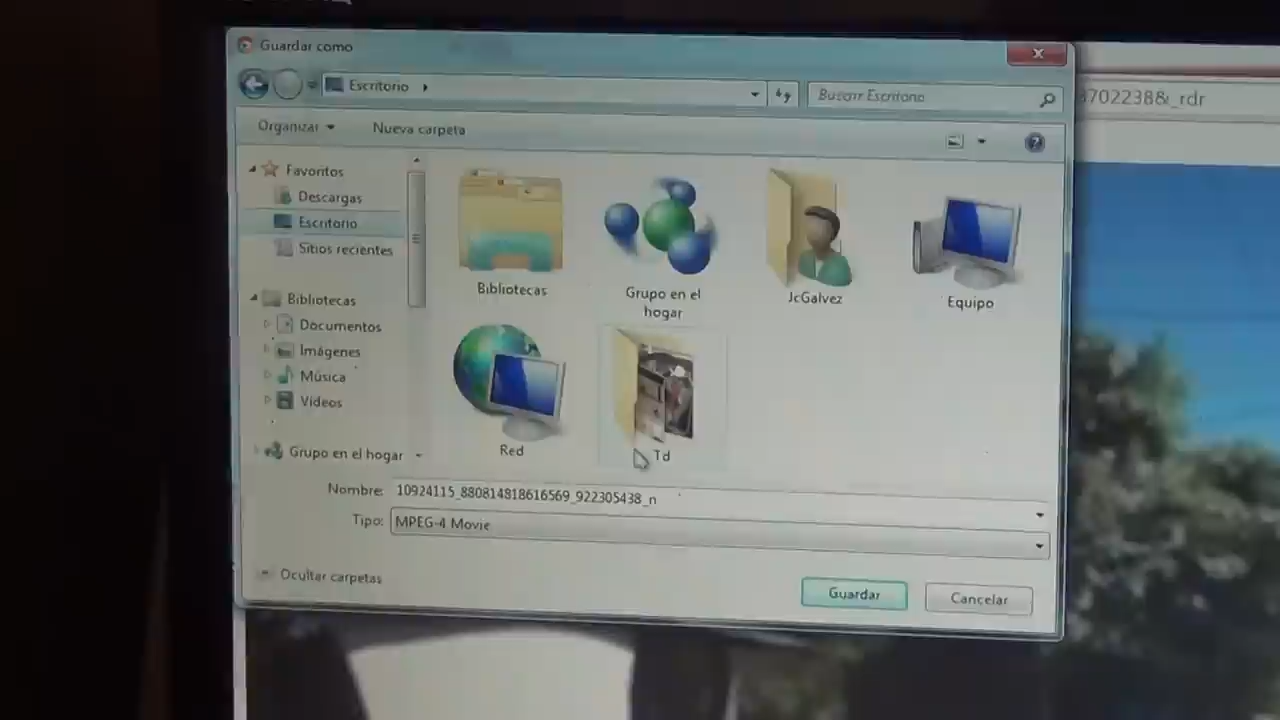 Guardar como
Escritorio
Buscar Escritorio
7022388&_rdr
Organizar
Nueva carpeta
Favoritos
Descargas
Escritorio
Sitios recientes
Bibliotecas
Documentos
Imágenes
Música
Vídeos
Grupo en el hogar
Bibliotecas
Grupo en el
hogar
JcGalvez
Equipo
Red
Td
Nombre: 10924115_880814818616569_922305438_n
Tipo: MPEG-4 Movie
Ocultar carpetas
Guardar
Cancelar